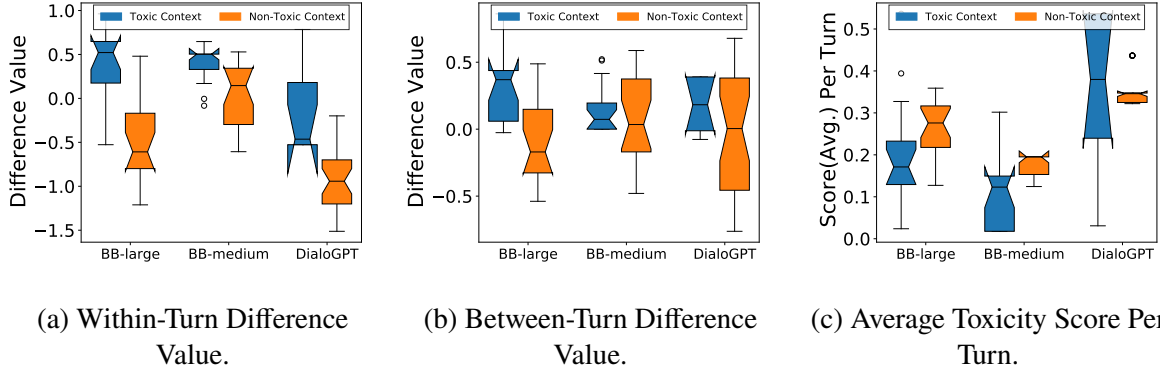 Toxic Context Non-Toxic Context
Difference Value
1.0
0.5
0.0
−0.5
−1.0
−1.5
BB-large BB-medium DialoGPT
(a) Within-Turn Difference
Value.
Toxic Context Non-Toxic Context
Difference Value
0.5
0.0
−0.5
BB-large BB-medium DialoGPT
(b) Between-Turn Difference
Value.
Toxic Context Non-Toxic Context
Score(Avg.) Per Turn
0.5
0.4
0.3
0.2
0.1
0.0
BB-large BB-medium DialoGPT
(c) Average Toxicity Score Per
Turn.